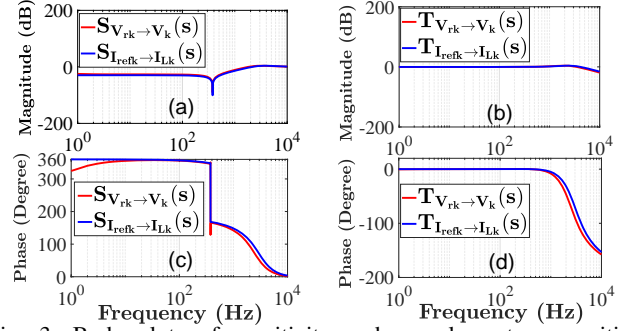 Magnitude (dB)
200
0
-200
S_{V_{rk}→V_k}(s)
S_{I_{refk}→I_{Lk}}(s)
(a)
10^0
10^2
10^4
Magnitude (dB)
200
0
-200
T_{V_{rk}→V_k}(s)
T_{I_{refk}→I_{Lk}}(s)
(b)
10^0
10^2
10^4
Phase (Degree)
360
300
200
100
0
S_{V_{rk}→V_k}(s)
S_{I_{refk}→I_{Lk}}(s)
(c)
10^0
10^2
10^4
Frequency (Hz)
Phase (Degree)
0
-100
-200
T_{V_{rk}→V_k}(s)
T_{I_{refk}→I_{Lk}}(s)
(d)
10^0
10^2
10^4
Frequency (Hz)